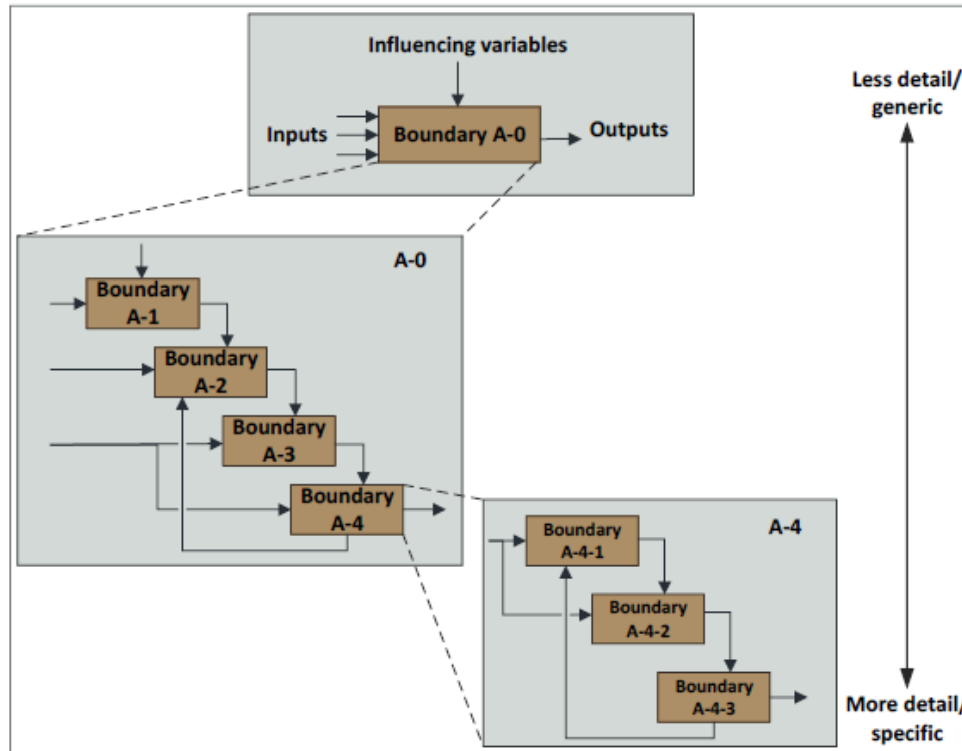 Influencing variables
Less detail/
generic
Inputs
Boundary A-0
Outputs
A-0
Boundary
A-1
Boundary
A-2
Boundary
A-3
Boundary
A-4
A-4
Boundary
A-4-1
Boundary
A-4-2
Boundary
A-4-3
More detail/
specific